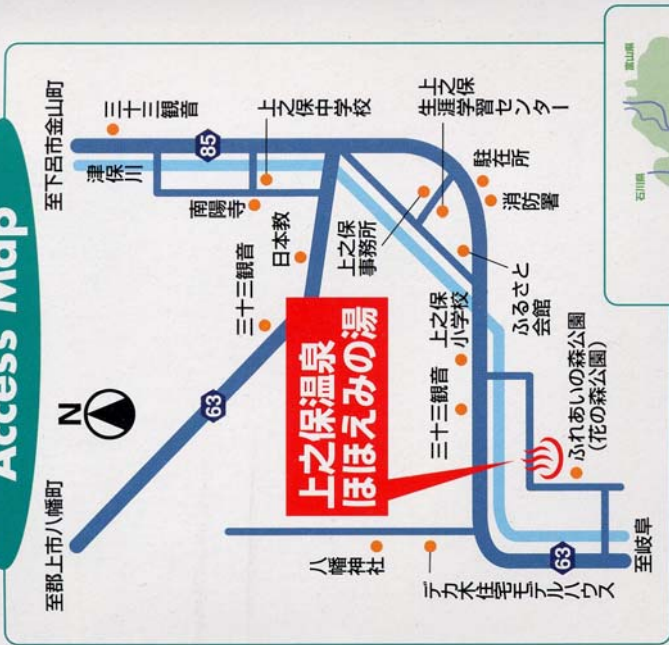 Access Map
至下呂市金山町
三十三観音
津保川
85
上之保中学校
南陽寺
日本教
三十三観音
上之保
生涯学習センター
上之保
事務所
駐在所
消防署
N
63
至郡上市八幡町
上之保温泉
ほほえみの湯
上之保
小学校
三十三観音
ふるさと
会館
ふれあいの森公園
(花の森公園)
八幡神社
デカ木住宅モデルハウス
63
至岐阜
石川県
富山県